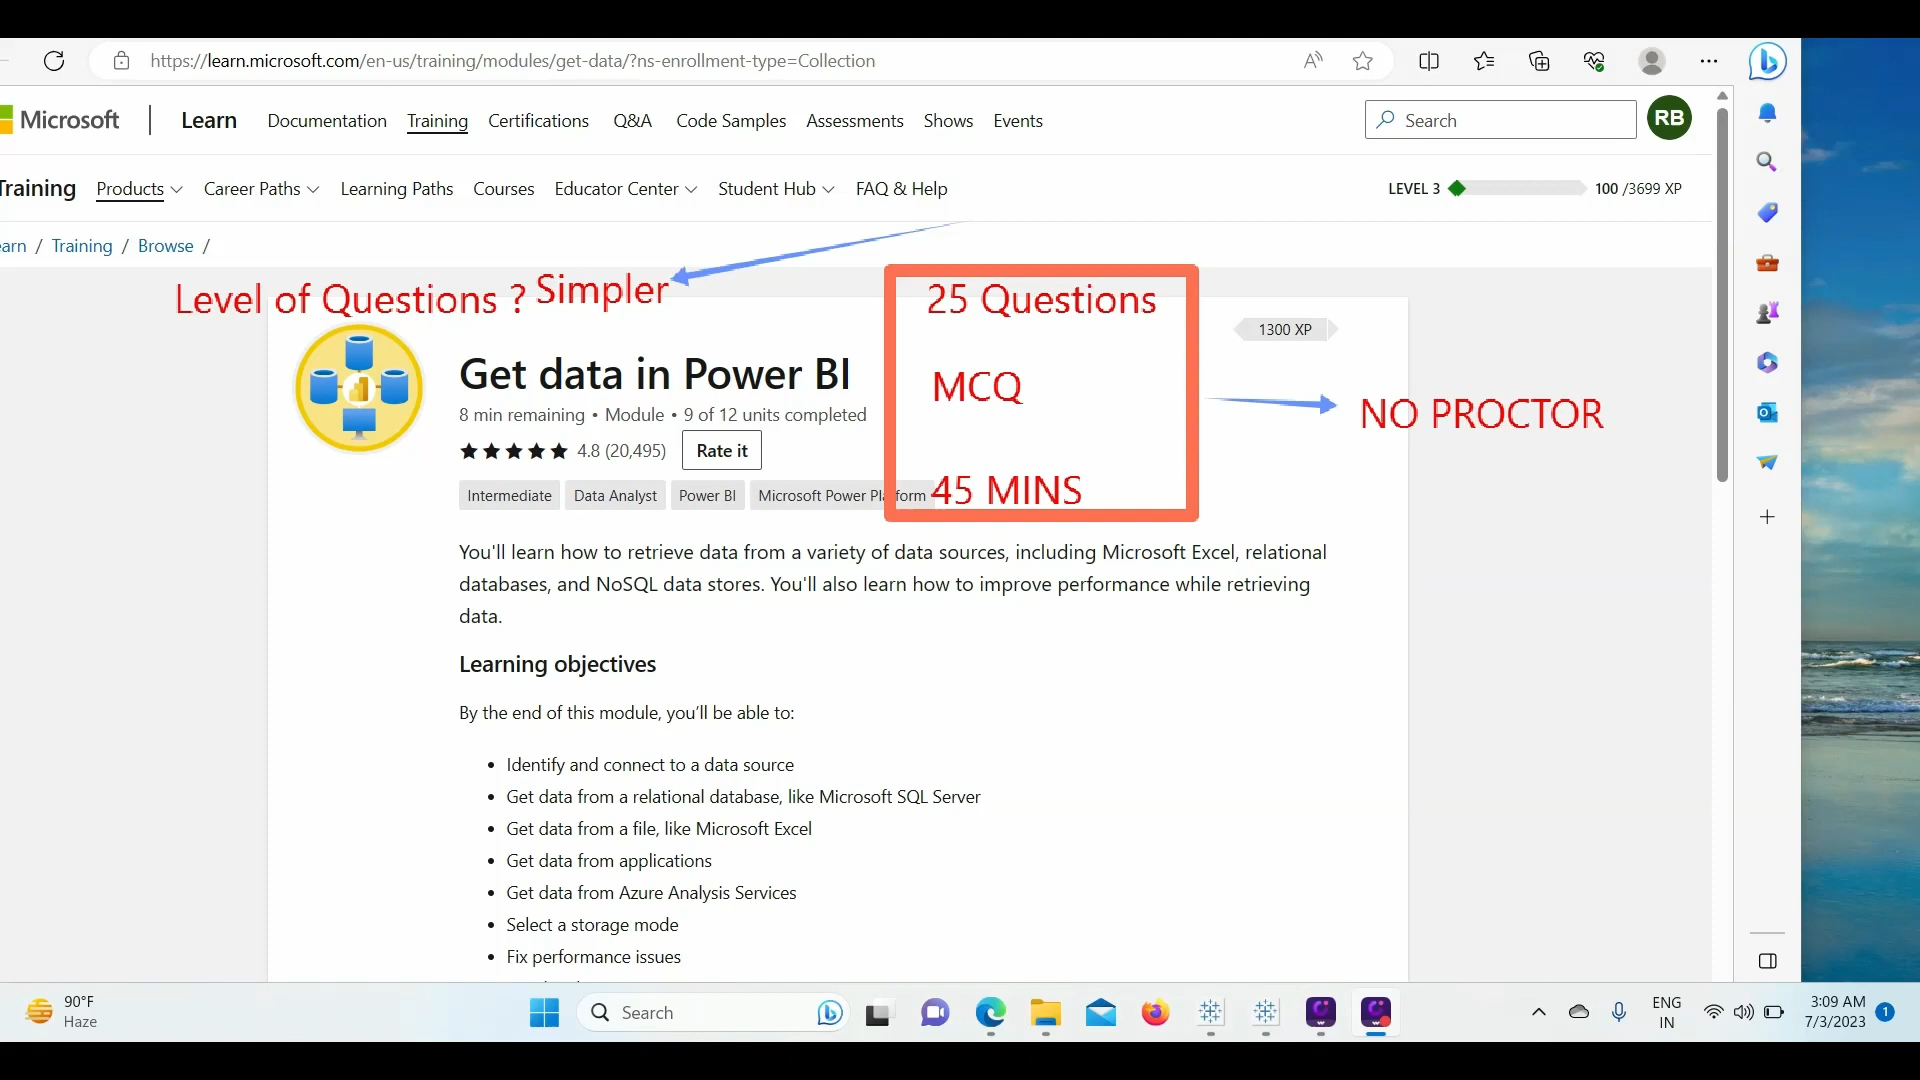 https://learn.microsoft.com/en-us/training/modules/get-data/?ns-enrollment-type=Collection
Microsoft Learn Documentation Training Certifications Q&A Code Samples Assessments Shows Events Search RB
Training Products Career Paths Learning Paths Courses Educator Center Student Hub FAQ & Help LEVEL 3 100 /3699 XP
earn / Training / Browse /
Level of Questions ? Simpler
25 Questions
1300 XP
Get data in Power BI
MCQ
NO PROCTOR
8 min remaining • Module • 9 of 12 units completed
4.8 (20,495) Rate it
45 MINS
Intermediate Data Analyst Power BI Microsoft Power Platform
You'll learn how to retrieve data from a variety of data sources, including Microsoft Excel, relational
databases, and NoSQL data stores. You'll also learn how to improve performance while retrieving
data.
Learning objectives
By the end of this module, you’ll be able to:
• Identify and connect to a data source
• Get data from a relational database, like Microsoft SQL Server
• Get data from a file, like Microsoft Excel
• Get data from applications
• Get data from Azure Analysis Services
• Select a storage mode
• Fix performance issues
90°F
Haze
Search
ENG
IN
3:09 AM
7/3/2023
1